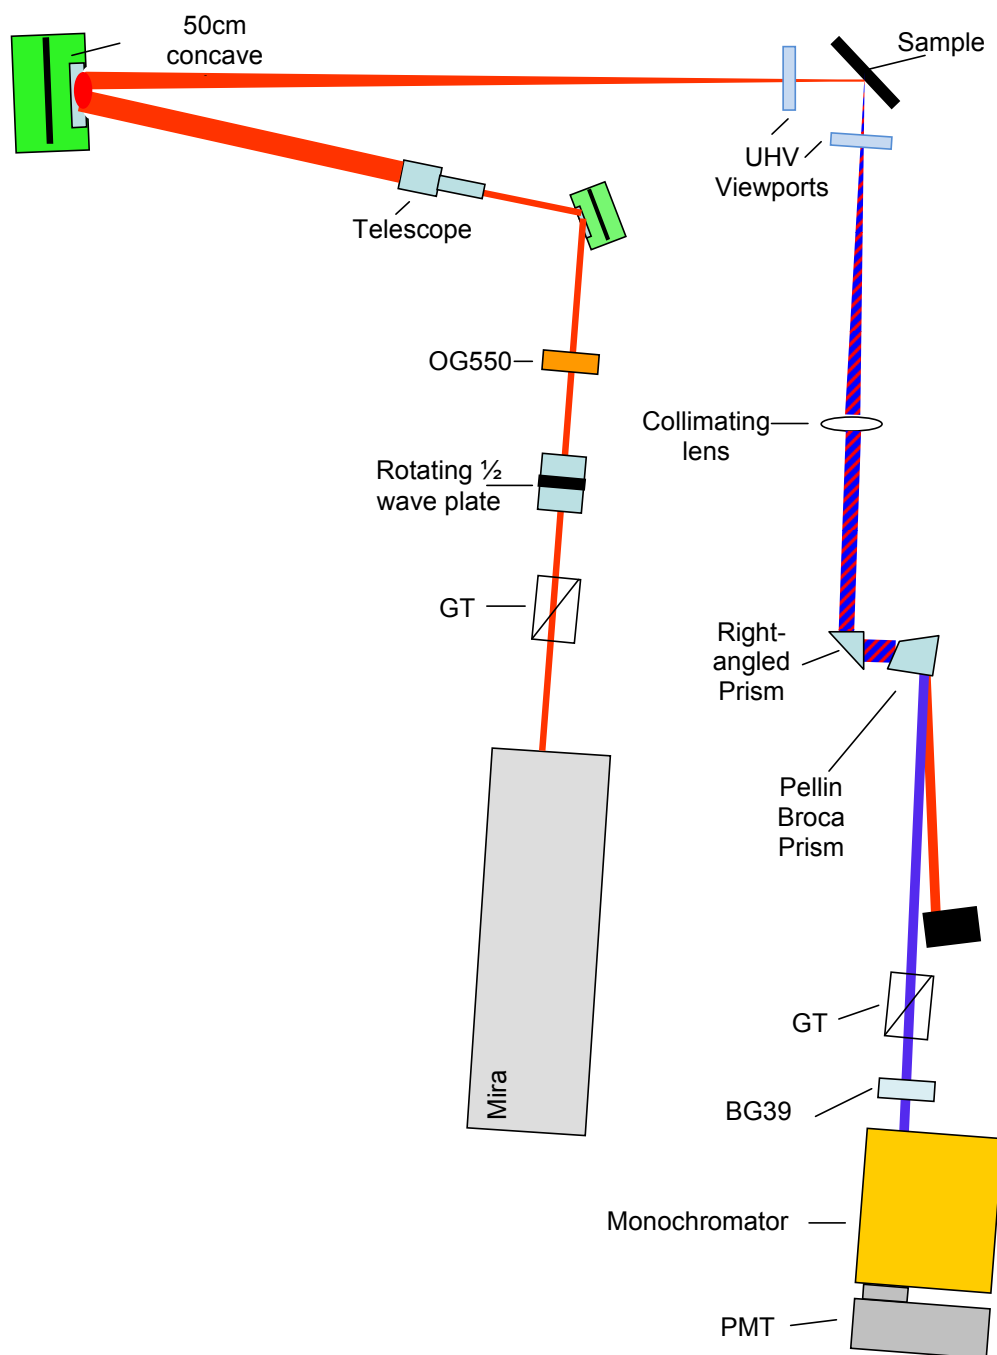 50cm
concave
Sample
UHV
Viewports
Telescope
OG550
Collimating
lens
Rotating ½
wave plate
GT
Right-
angled
Prism
Pellin
Broca
Prism
GT
Mira
BG39
Monochromator
PMT